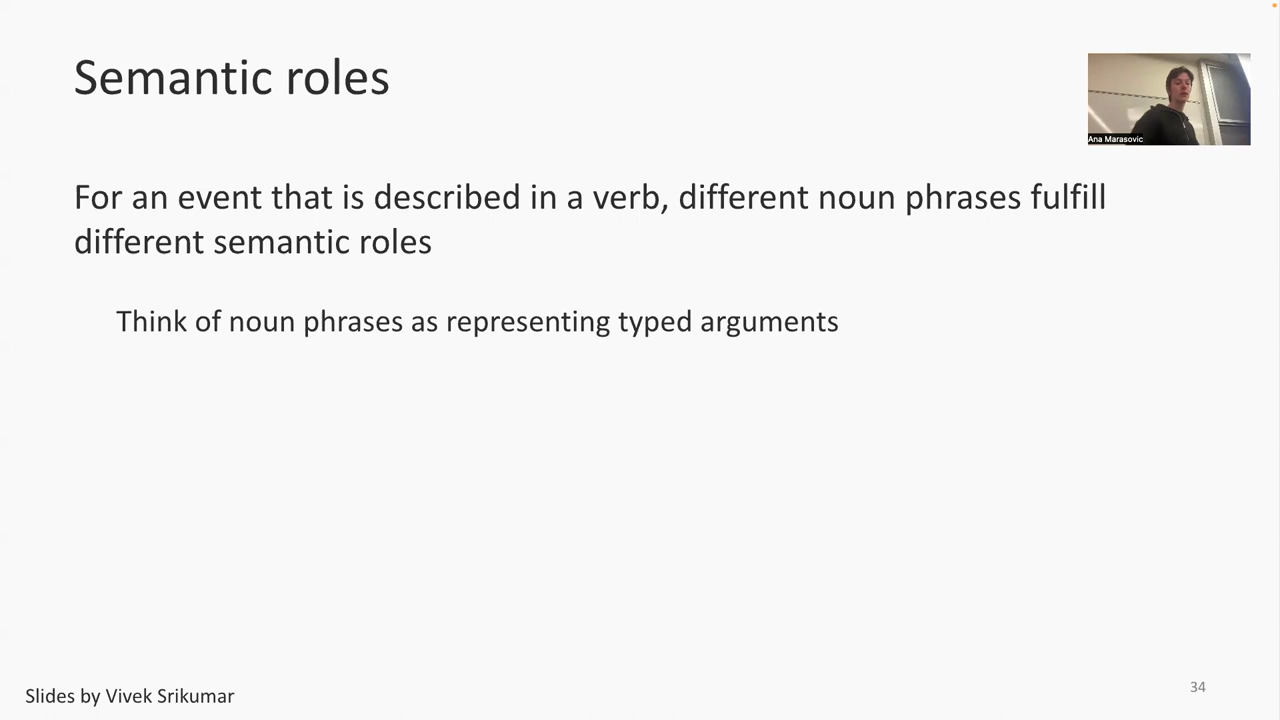 Semantic roles
Ana Marasovic
For an event that is described in a verb, different noun phrases fulfill
different semantic roles
Think of noun phrases as representing typed arguments
Slides by Vivek Srikumar
34